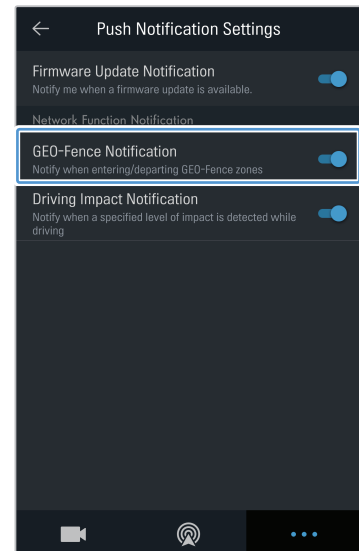 Push Notification Settings
Firmware Update Notification
Notify me when a firmware update is available.
Network Function Notification
GEO-Fence Notification
Notify when entering/departing GEO-Fence zones
Driving Impact Notification
Notify when a specified level of impact is detected while
driving